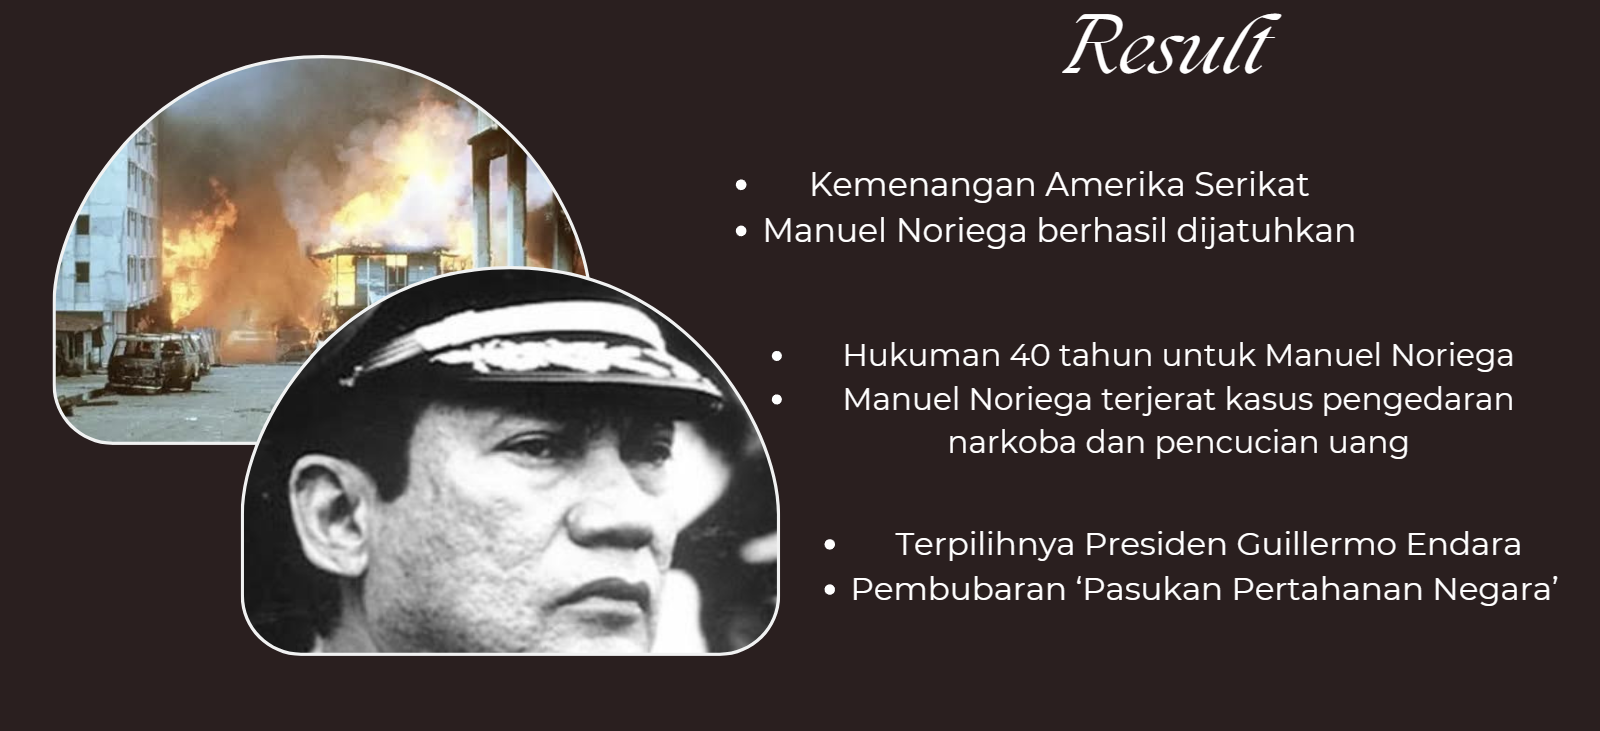 Result
• Kemenangan Amerika Serikat
• Manuel Noriega berhasil dijatuhkan
• Hukuman 40 tahun untuk Manuel Noriega
• Manuel Noriega terjerat kasus pengedaran
narkoba dan pencucian uang
• Terpilihnya Presiden Guillermo Endara
• Pembubaran ‘Pasukan Pertahanan Negara’